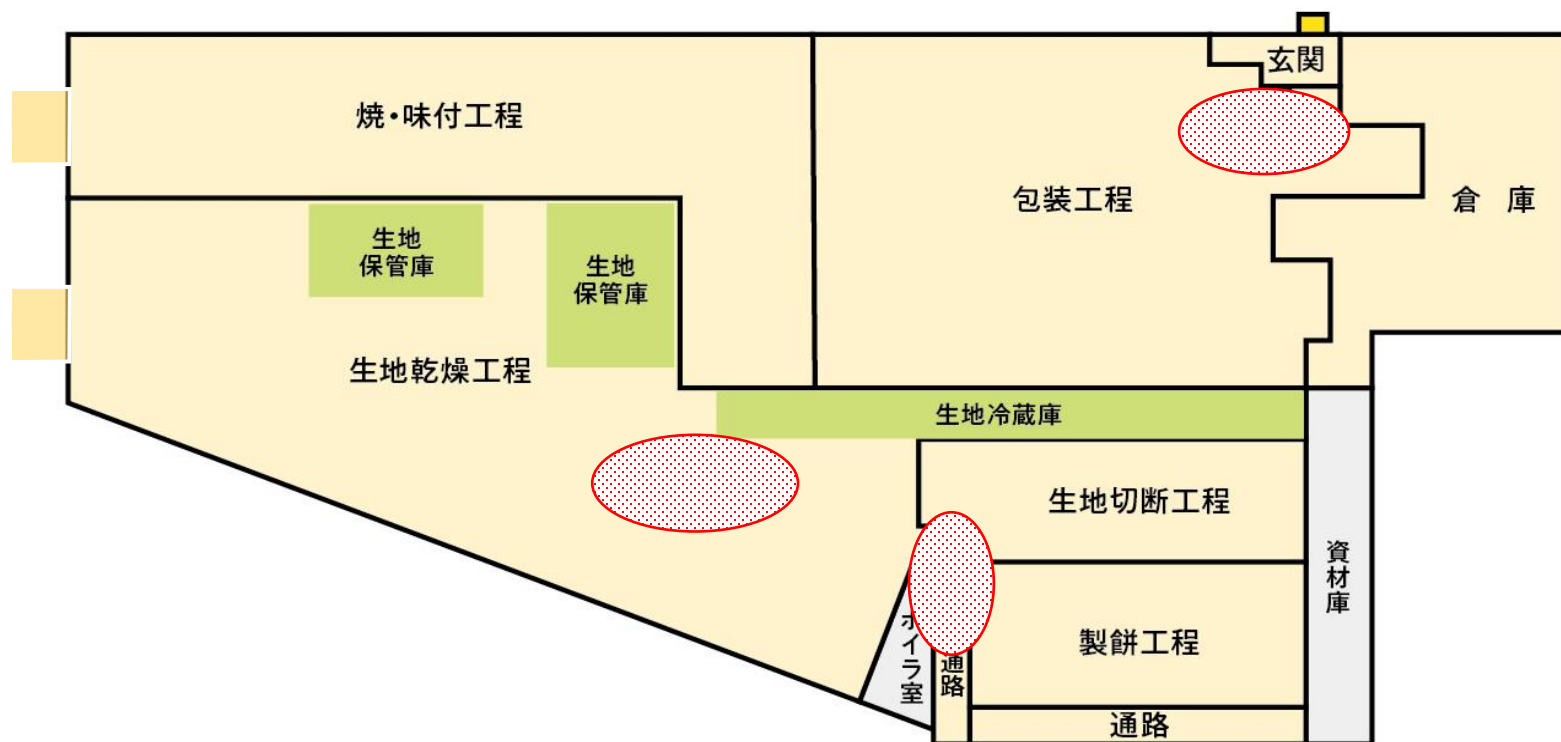 玄関
焼・味付工程
包装工程
倉 庫
生地
保管庫
生地
保管庫
生地乾燥工程
生地冷蔵庫
生地切断工程
資材庫
製餅工程
ボイラ室
通路
通路